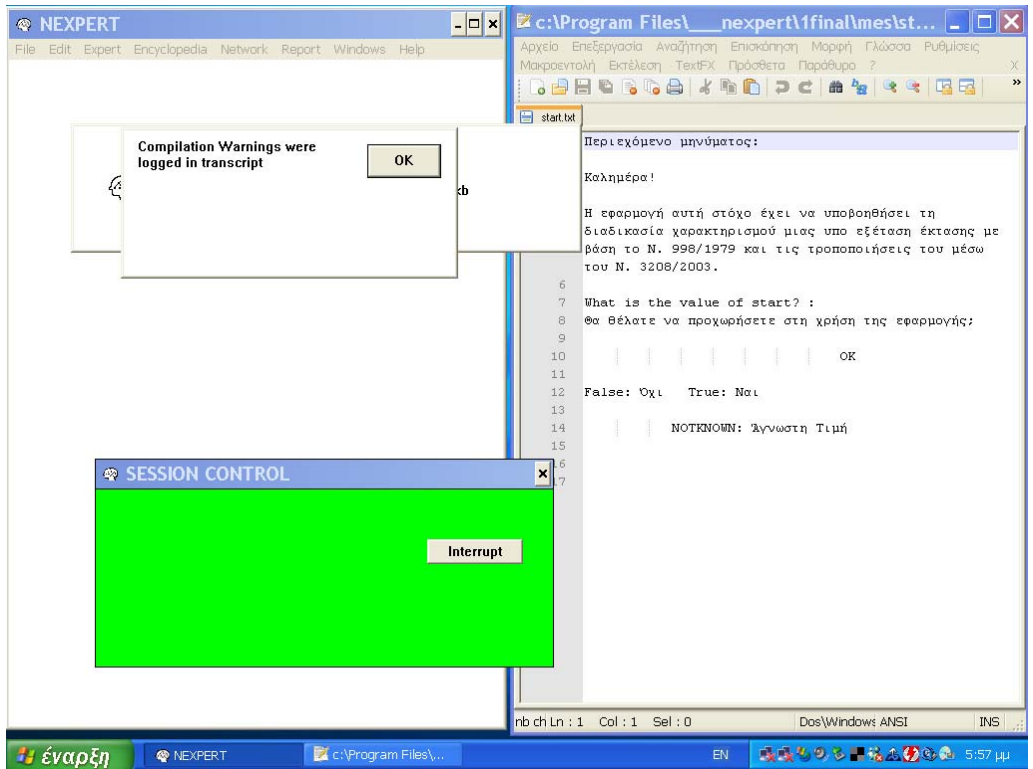 NEXPERT
File Edit Expert Encyclopedia Network Report Windows Help
Compilation Warnings were
logged in transcript
OK
kb
SESSION CONTROL
Interrupt
c:\Program Files\___nexpert\1final\mes\st...
Αρχείο Επεξεργασία Αναζήτηση Επισκόπηση Μορφή Γλώσσα Ρυθμίσεις
Μακροεντολή Εκτέλεση TextFX Πρόσθετα Παράθυρο ? X
start.txt
Περιεχόμενο μηνύματος:
Καλημέρα!
Η εφαρμογή αυτή στόχο έχει να υποβοηθήσει τη
διαδικασία χαρακτηρισμού μιας υπο εξέταση έκτασης με
βάση το Ν. 998/1979 και τις τροποποιήσεις του μέσω
του Ν. 3208/2003.
6
7 What is the value of start? :
8 Θα θέλατε να προχωρήσετε στη χρήση της εφαρμογής;
9
10 OK
11
12 False: Όχι True: Ναι
13
14 NOTKNOWN: Άγνωστη Τιμή
15
6
7
nb ch Ln : 1 Col : 1 Sel : 0 Dos\Windows ANSI INS
έναρξη NEXPERT c:\Program Files\... EN 5:57 μμ